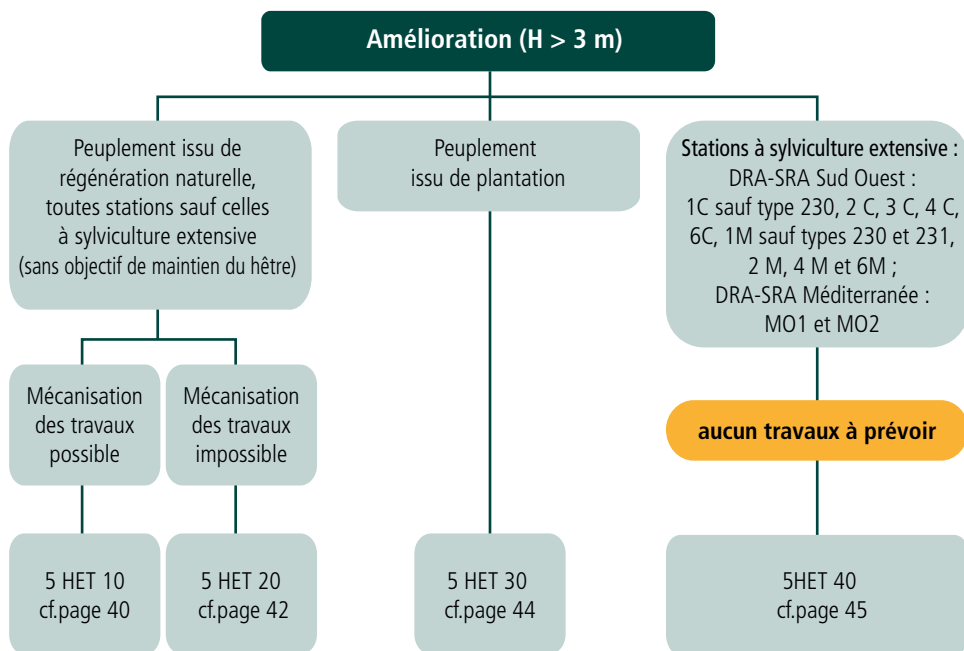 Amélioration (H > 3 m)
Peuplement issu de
régénération naturelle,
toutes stations sauf celles
à sylviculture extensive
(sans objectif de maintien du hêtre)
Peuplement
issu de plantation
Stations à sylviculture extensive :
DRA-SRA Sud Ouest :
1C sauf type 230, 2 C, 3 C, 4 C,
6C, 1M sauf types 230 et 231,
2 M, 4 M et 6M ;
DRA-SRA Méditerranée :
MO1 et MO2
Mécanisation
des travaux
possible
Mécanisation
des travaux
impossible
aucun travaux à prévoir
5 HET 10
cf.page 40
5 HET 20
cf.page 42
5 HET 30
cf.page 44
5HET 40
cf.page 45